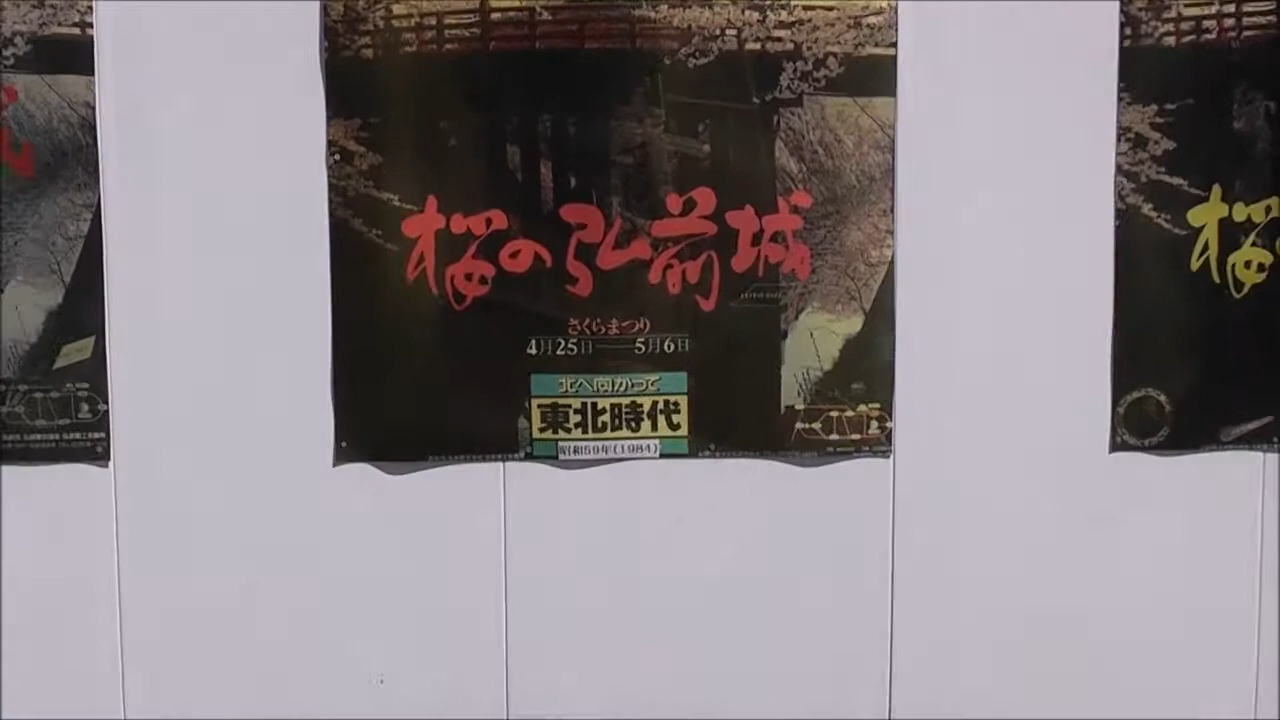 桜の弘前城
さくらまつり
4月25日──5月6日
北へ向かって
東北時代
昭和59年(1984)
桜